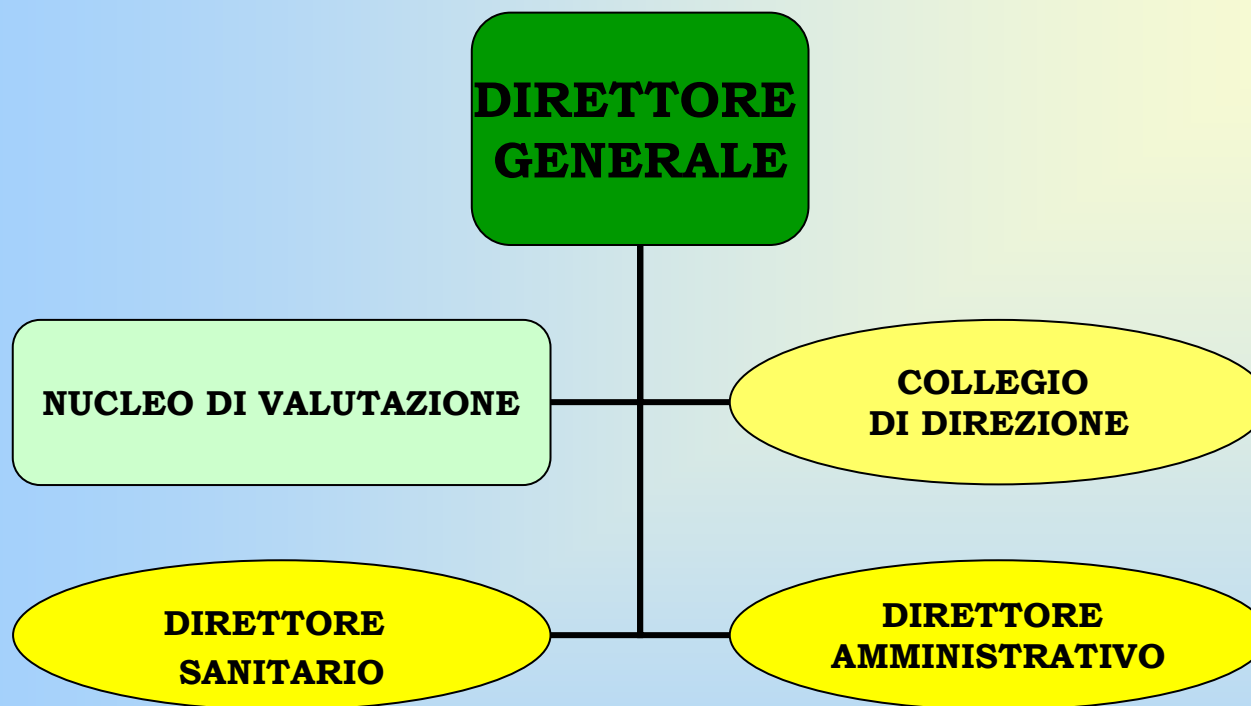 DIRETTORE
GENERALE
NUCLEO DI VALUTAZIONE
COLLEGIO
DI DIREZIONE
DIRETTORE
SANITARIO
DIRETTORE
AMMINISTRATIVO